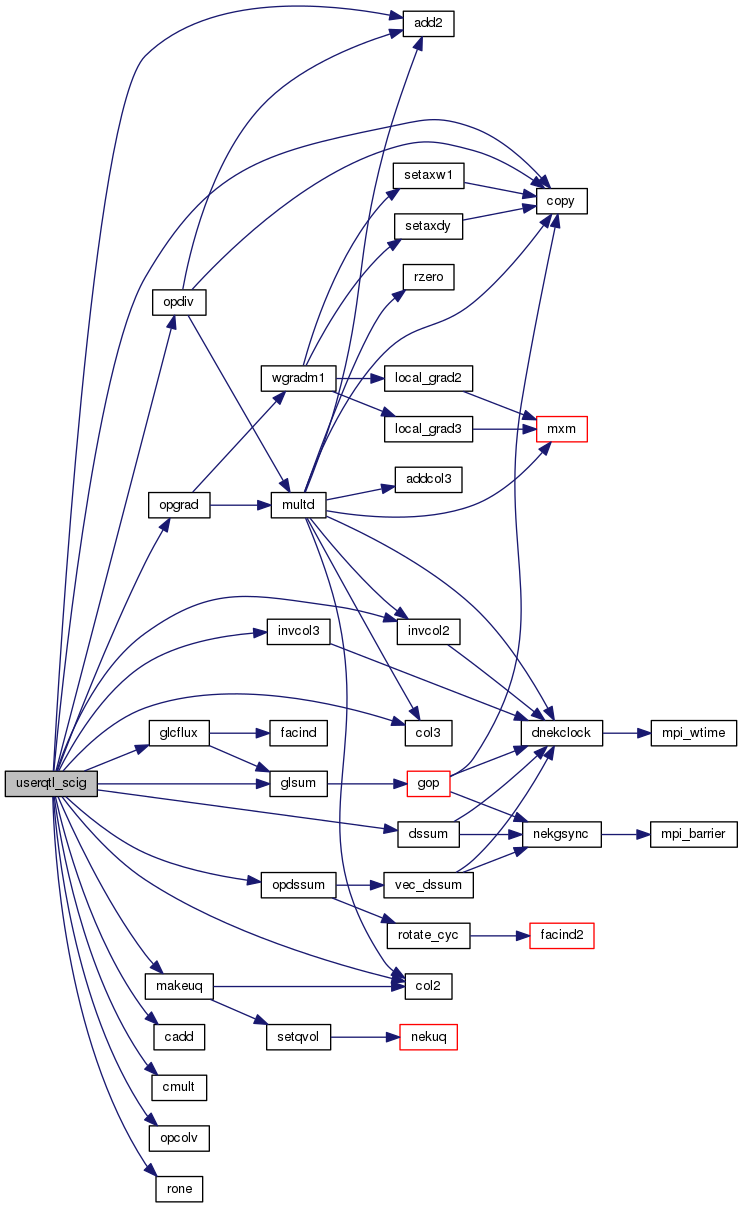 add2
setaxw1
copy
setaxdy
rzero
opdiv
wgradm1
local_grad2
local_grad3
mxm
addcol3
opgrad
multd
invcol3
invcol2
glcflux
facind
col3
dnekclock
mpi_wtime
userqtl_scig
glsum
gop
dssum
nekgsync
mpi_barrier
opdssum
vec_dssum
rotate_cyc
facind2
makeuq
col2
cadd
setqvol
nekuq
cmult
opcolv
rone